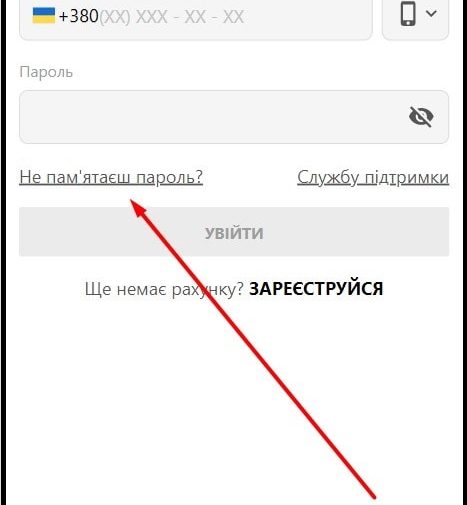 +380(XX) XXX - XX - XX
Пароль
Не пам'ятаєш пароль? Службу підтримки
УВІЙТИ
Ще немає рахунку? ЗАРЕЄСТРУЙСЯ